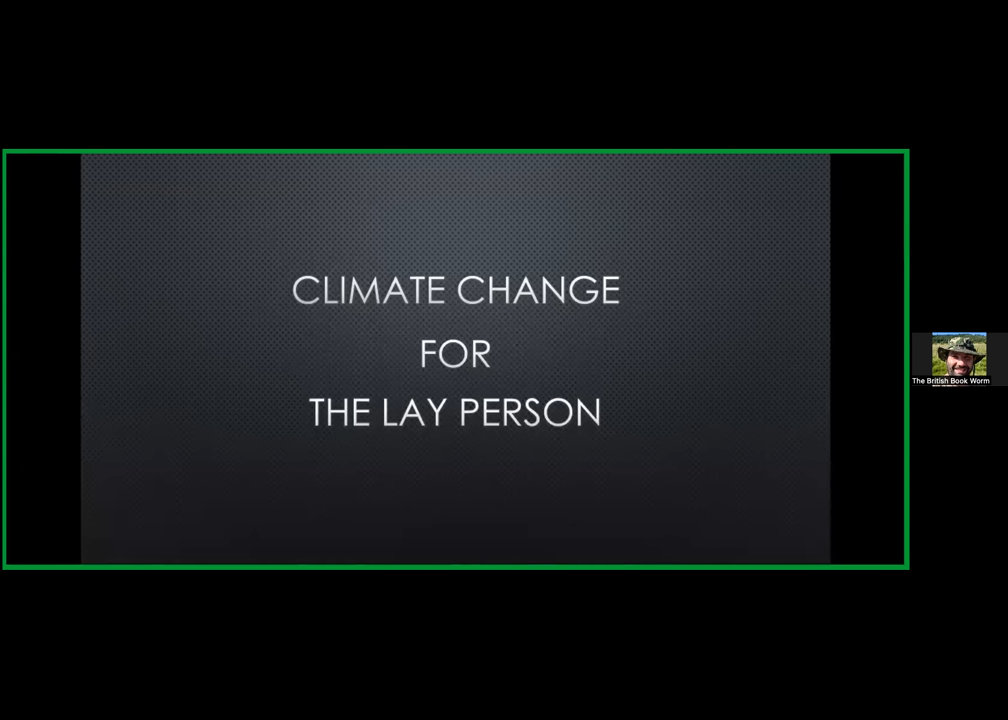 CLIMATE CHANGE
FOR
THE LAY PERSON
The British Book Worm